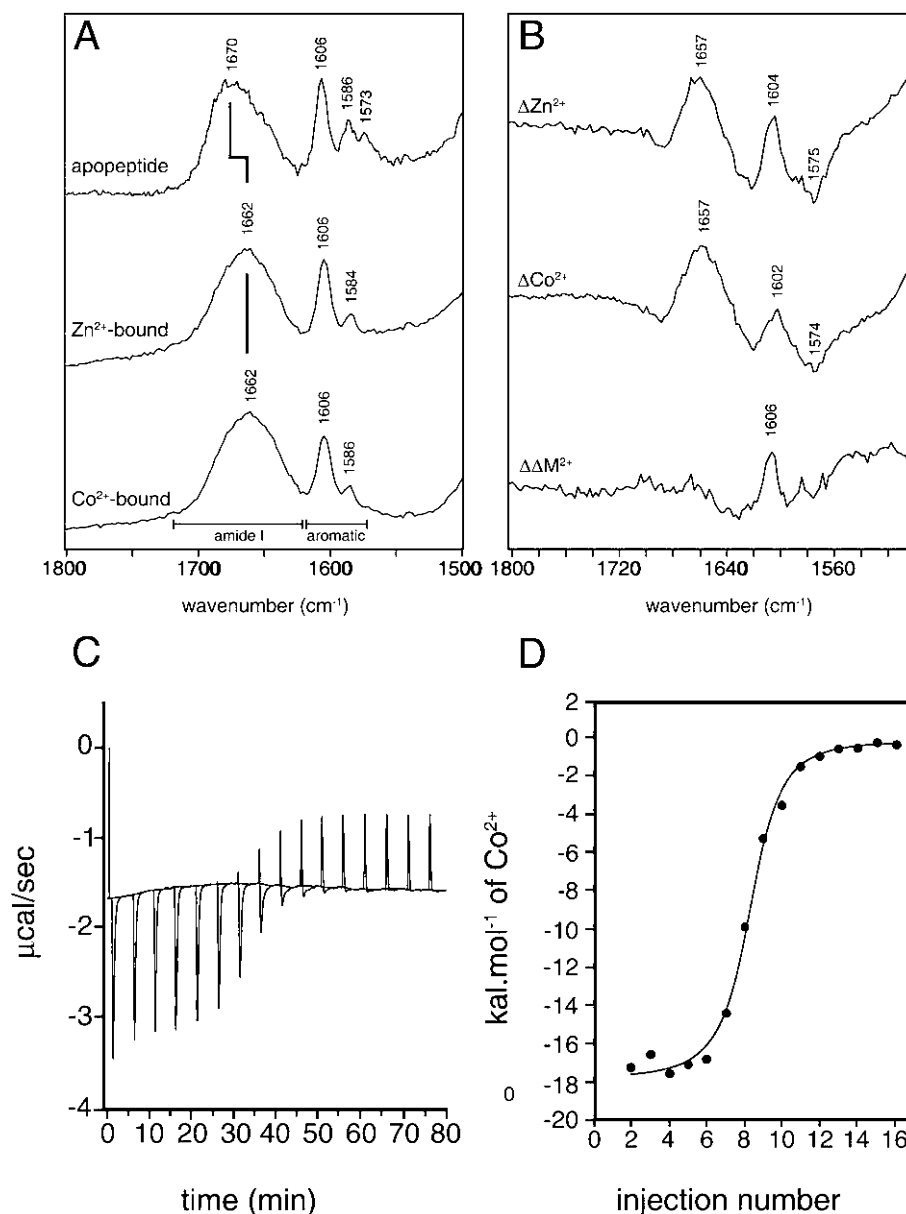 A
1670
1606
1586
1573
apopeptide
1662
1606
1584
Zn²⁺-bound
1662
1606
1586
Co²⁺-bound
amide I
aromatic
1800 1700 1600 1500
wavenumber (cm⁻¹)
B
1657
1604
1575
ΔZn²⁺
1657
1602
1574
ΔCo²⁺
1606
ΔΔM²⁺
1800 1720 1640 1560
wavenumber (cm⁻¹)
C
0
-1
-2
-3
-4
µcal/sec
0 10 20 30 40 50 60 70 80
time (min)
D
2
0
-2
-4
-6
-8
-10
-12
-14
-16
-18
-20
kal.mol⁻¹ of Co²⁺
0
0 2 4 6 8 10 12 14 16
injection number